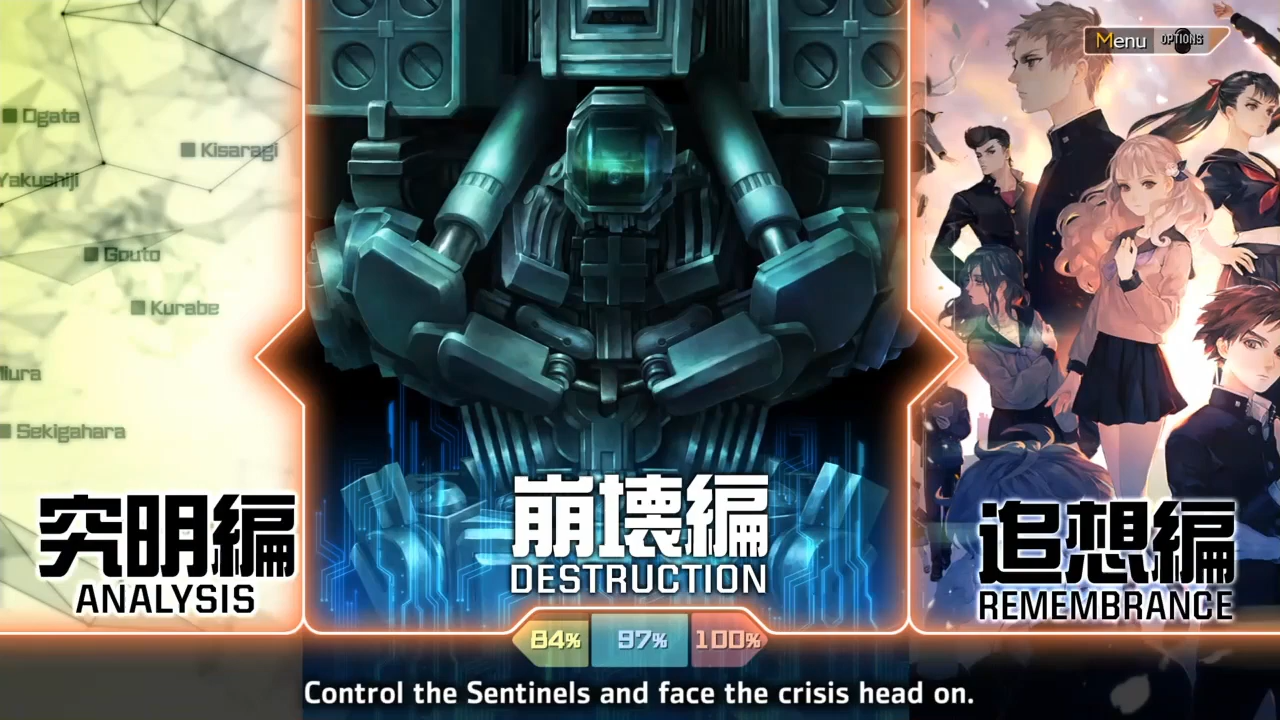 Menu OPTIONS
Ogata
Kisaragi
Yakushiji
Gouto
Kurabe
Miura
Sekigahara
究明編
ANALYSIS
崩壊編
DESTRUCTION
追想編
REMEMBRANCE
84% 97% 100%
Control the Sentinels and face the crisis head on.